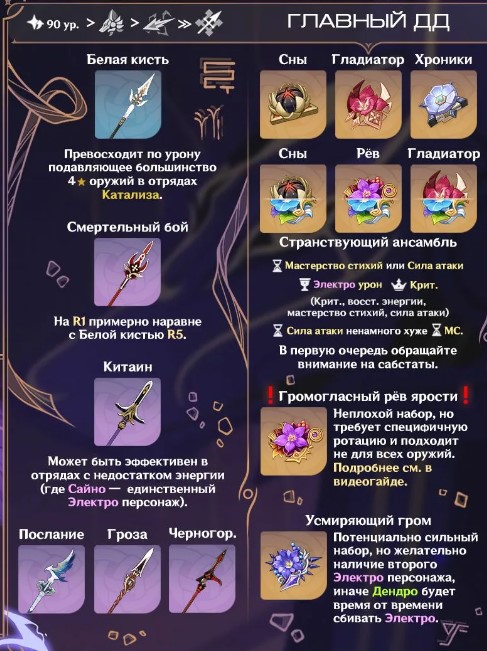 90 ур.
ГЛАВНЫЙ ДД
Белая кисть
Превосходит по урону
подавляющее большинство
4★ оружий в отрядах
Катализа.
Смертельный бой
На R1 примерно наравне
с Белой кистью R5.
Китаин
Может быть эффективен в
отрядах с недостатком энергии
(где Сайно — единственный
Электро персонаж).
Послание Гроза Черногор.
Сны Гладиатор Хроники
Сны Рёв Гладиатор
Странствующий ансамбль
Мастерство стихий или Сила атаки
Электро урон Крит.
(Крит., восст. энергии,
мастерство стихий, сила атаки)
Сила атаки ненамного хуже МС.
В первую очередь обращайте
внимание на сабстаты.
Громогласный рёв ярости
Неплохой набор, но
требует специфичную
ротацию и подходит
не для всех оружий.
Подробнее см. в
видеогайде.
Усмиряющий гром
Потенциально сильный
набор, но желательно
наличие второго
Электро персонажа,
иначе Дендро будет
время от времени
сбивать Электро.